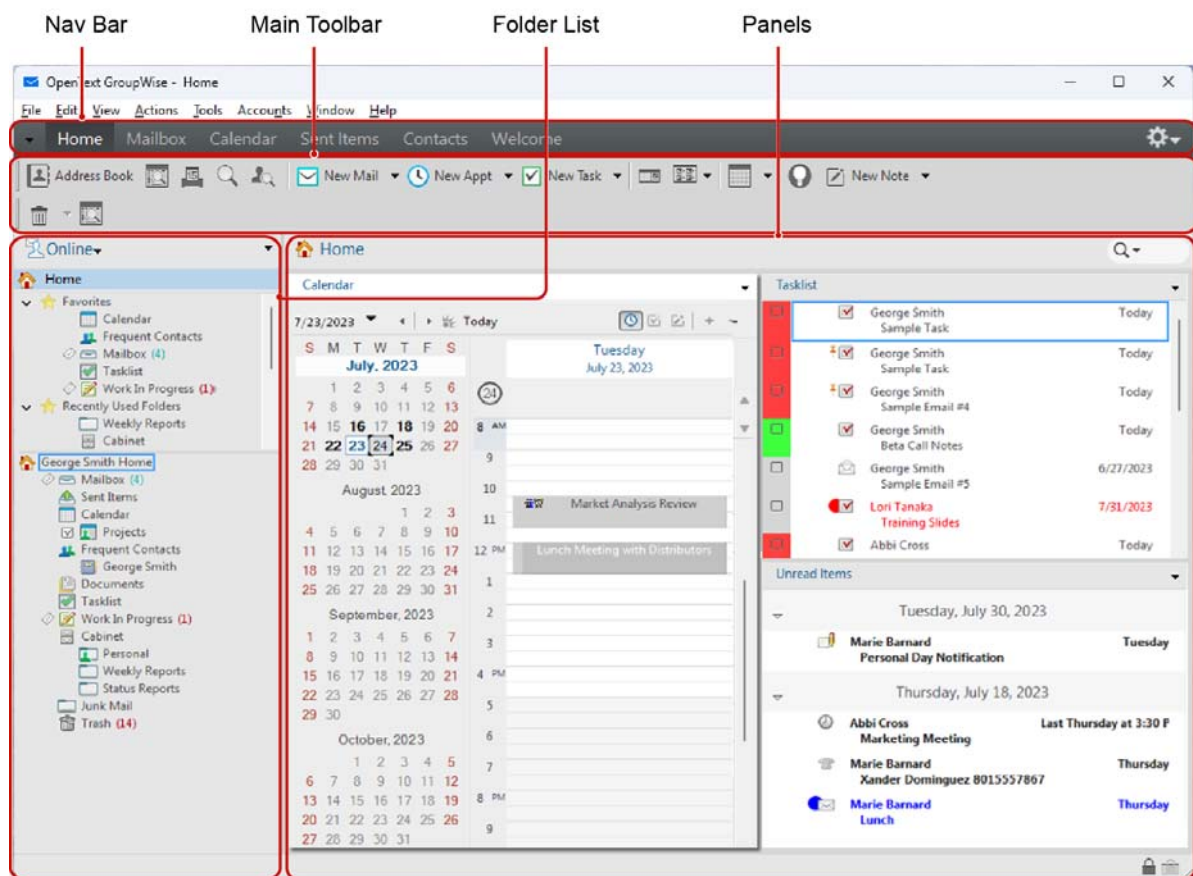 Nav Bar Main Toolbar Folder List Panels
OpenText GroupWise - Home
File Edit View Actions Tools Accounts Window Help
Home Mailbox Calendar Sent Items Contacts Welcome
Address Book New Mail New Appt New Task New Note
Online
Home
Favorites
Calendar
Frequent Contacts
Mailbox (4)
Tasklist
Work In Progress (1)
Recently Used Folders
Weekly Reports
Cabinet
George Smith Home
Mailbox (4)
Sent Items
Calendar
Projects
Frequent Contacts
George Smith
Documents
Tasklist
Work In Progress (1)
Cabinet
Personal
Weekly Reports
Status Reports
Junk Mail
Trash (14)
Home
Calendar
7/23/2023 Today
S M T W T F S
July, 2023
1 2 3 4 5 6
7 8 9 10 11 12 13
14 15 16 17 18 19 20
21 22 23 24 25 26 27
28 29 30 31
August 2023
1 2 3
4 5 6 7 8 9 10
11 12 13 14 15 16 17
18 19 20 21 22 23 24
25 26 27 28 29 30 31
September, 2023
1 2 3 4 5 6 7
8 9 10 11 12 13 14
15 16 17 18 19 20 21
22 23 24 25 26 27 28
29 30
October, 2023
1 2 3 4 5
6 7 8 9 10 11 12
13 14 15 16 17 18 19
20 21 22 23 24 25 26
27 28 29 30 31
Tuesday
July 23, 2023
24
8 AM
9
10
Market Analysis Review
11
12 PM Lunch Meeting with Distributors
1
2
3
4 PM
5
6
7
8 PM
9
Tasklist
George Smith Today
Sample Task
George Smith Today
Sample Task
George Smith Today
Sample Email #4
George Smith Today
Beta Call Notes
George Smith 6/27/2023
Sample Email #5
Lori Tanaka 7/31/2023
Training Slides
Abbi Cross Today
Unread Items
Tuesday, July 30, 2023
Marie Barnard Tuesday
Personal Day Notification
Thursday, July 18, 2023
Abbi Cross Last Thursday at 3:30 P
Marketing Meeting
Marie Barnard Thursday
Xander Dominguez 8015557867
Marie Barnard Thursday
Lunch